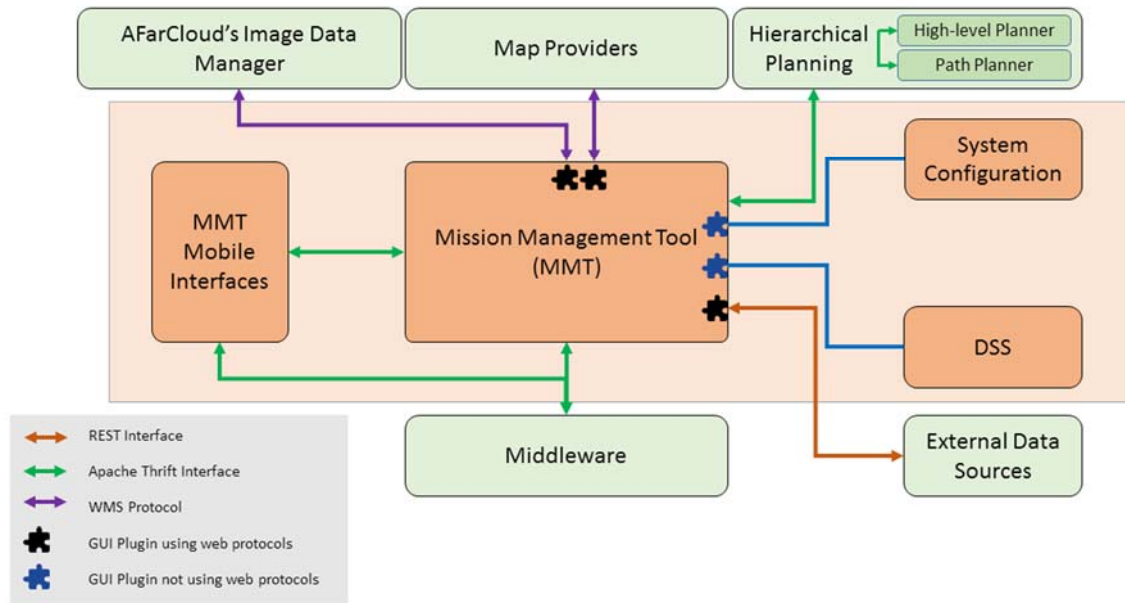 AFarCloud's Image Data
Manager
Map Providers
Hierarchical
Planning
High-level Planner
Path Planner
System
Configuration
MMT
Mobile
Interfaces
Mission Management Tool
(MMT)
DSS
Middleware
External Data
Sources
REST Interface
Apache Thrift Interface
WMS Protocol
GUI Plugin using web protocols
GUI Plugin not using web protocols